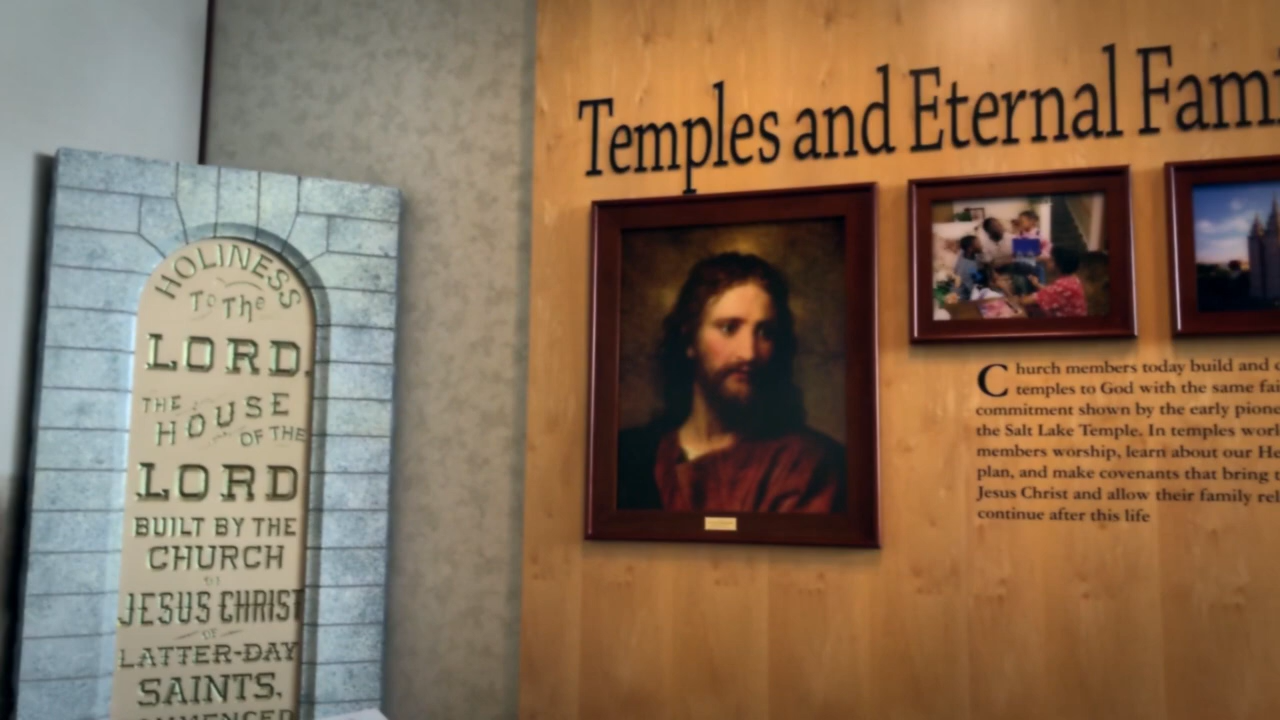 HOLINESS
To The
LORD.
THE
HOUSE
OF THE
LORD
BUILT BY THE
CHURCH
OF
JESUS CHRIST
OF
LATTER-DAY
SAINTS,
Temples and Eternal Fami
Church members today build and
temples to God with the same fai
commitment shown by the early pione
the Salt Lake Temple. In temples worl
members worship, learn about our He
plan, and make covenants that bring
Jesus Christ and allow their family rel
continue after this life